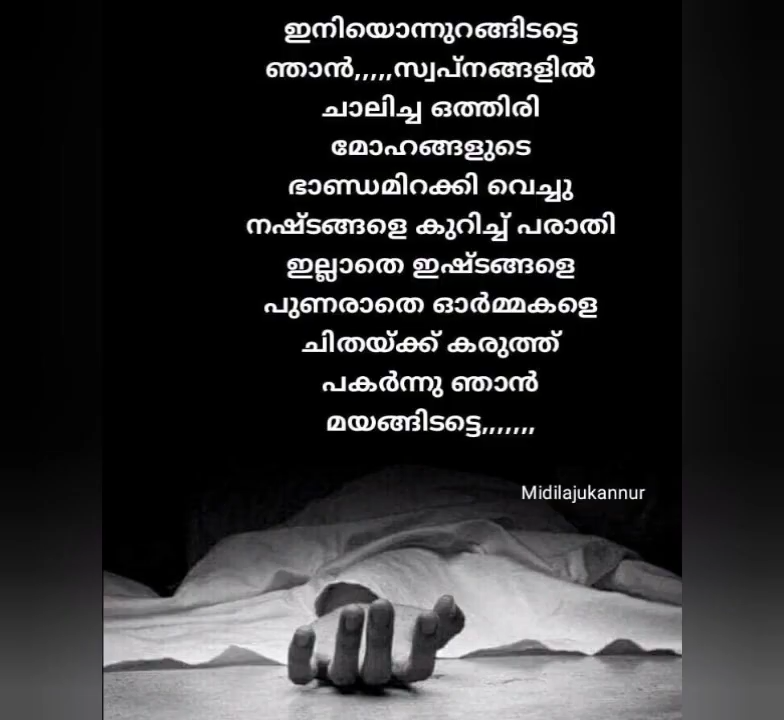 ഇനിയൊന്നുറങ്ങിടട്ടെ
ഞാൻ,,,,,സ്വപ്നങ്ങളിൽ
ചാലിച്ച ഒത്തിരി
മോഹങ്ങളുടെ
ഭാണ്ഡമിറക്കി വെച്ചു
നഷ്ടങ്ങളെ കുറിച്ച് പരാതി
ഇല്ലാതെ ഇഷ്ടങ്ങളെ
പുണരാതെ ഓർമ്മകളെ
ചിതയ്ക്ക് കരുത്ത്
പകർന്നു ഞാൻ
മയങ്ങിടട്ടെ,,,,,,,
Midilajukannur